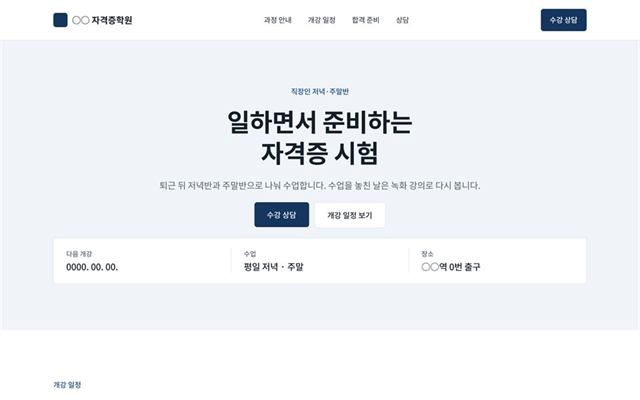 ○○ 자격증학원
과정 안내 개강 일정 합격 준비 상담
수강 상담
직장인 저녁 · 주말반
일하면서 준비하는
자격증 시험
퇴근 뒤 저녁반과 주말반으로 나눠 수업합니다. 수업을 놓친 날은 녹화 강의로 다시 봅니다.
수강 상담 개강 일정 보기
다음 개강 수업 장소
0000. 00. 00. 평일 저녁 · 주말 ○○역 0번 출구
개강 일정